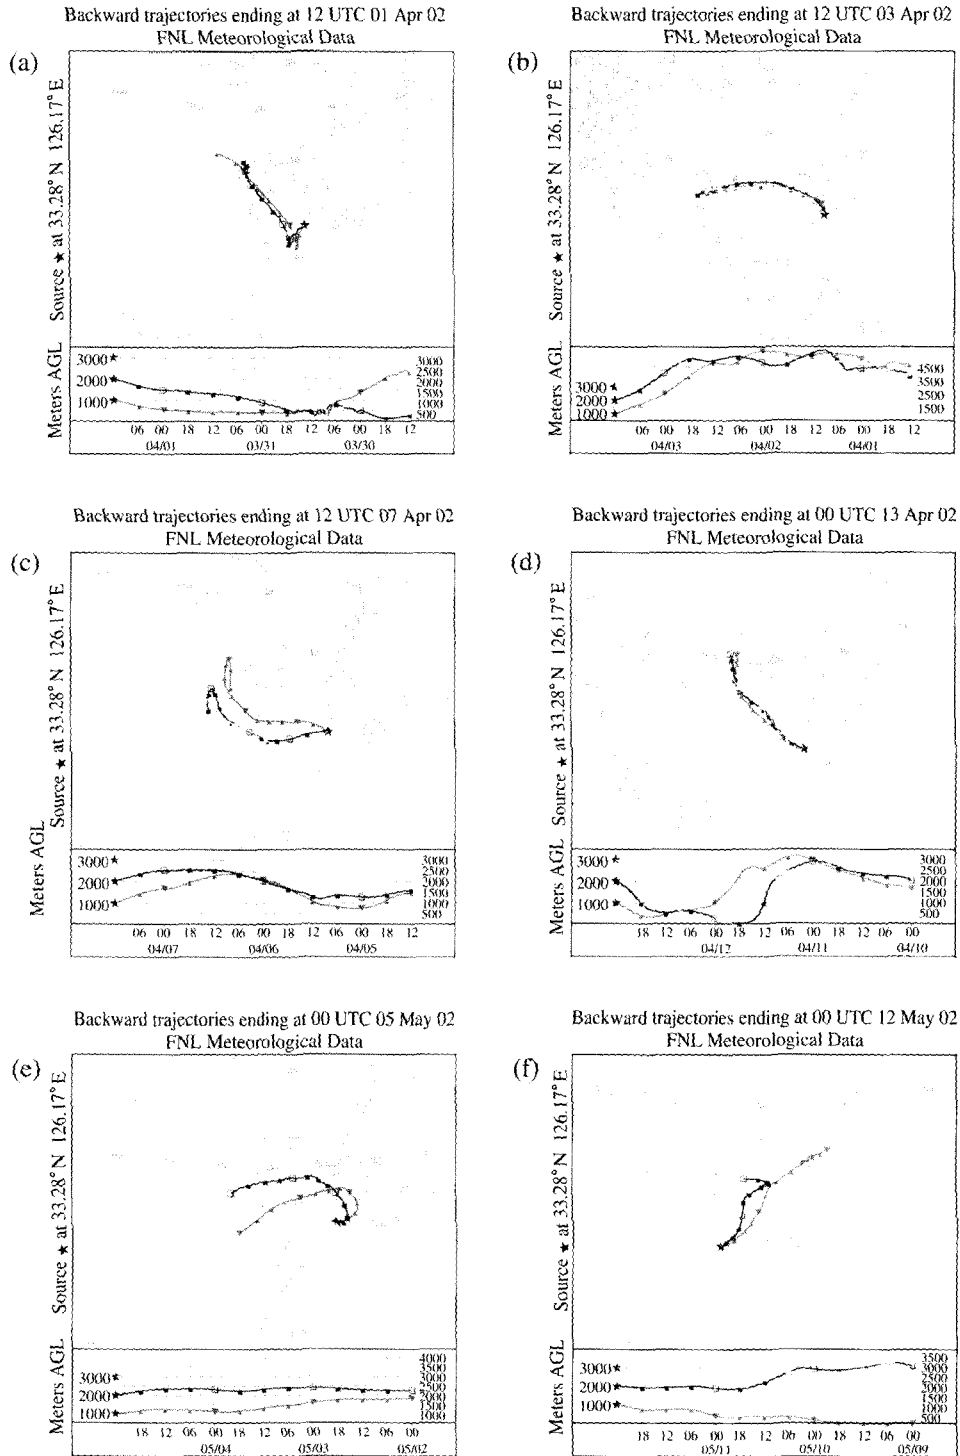 Backward trajectories ending at 12 UTC 01 Apr 02
FNL Meteorological Data
(a)
Source ★ at 33.28° N 126.17° E
Meters AGL
3000
2000
1000
3000
2500
2000
1500
1000
500
06 00 18 12 06 00 18 12 06 00 18 12
04/01 03/31 03/30
Backward trajectories ending at 12 UTC 03 Apr 02
FNL Meteorological Data
(b)
Source ★ at 33.28° N 126.17° E
Meters AGL
3000
2000
1000
4500
3500
2500
1500
06 00 18 12 06 00 18 12 06 00 18 12
04/03 04/02 04/01
Backward trajectories ending at 12 UTC 07 Apr 02
FNL Meteorological Data
(c)
Source ★ at 33.28° N 126.17° E
Meters AGL
3000
2000
1000
3000
2500
2000
1500
1000
500
06 00 18 12 06 00 18 12 06 00 18 12
04/07 04/06 04/05
Backward trajectories ending at 00 UTC 13 Apr 02
FNL Meteorological Data
(d)
Source ★ at 33.28° N 126.17° E
Meters AGL
3000
2000
1000
3000
2500
2000
1500
1000
500
18 12 06 00 18 12 06 00 18 12 06 00
04/12 04/11 04/10
Backward trajectories ending at 00 UTC 05 May 02
FNL Meteorological Data
(e)
Source ★ at 33.28° N 126.17° E
Meters AGL
3000
2000
1000
4000
3500
3000
2500
2000
1500
1000
18 12 06 00 18 12 06 00 18 12 06 00
05/04 05/03 05/02
Backward trajectories ending at 00 UTC 12 May 02
FNL Meteorological Data
(f)
Source ★ at 33.28° N 126.17° E
Meters AGL
3000
2000
1000
3500
3000
2500
2000
1500
1000
500
18 12 06 00 18 12 06 00 18 12 06 00
05/11 05/10 05/09